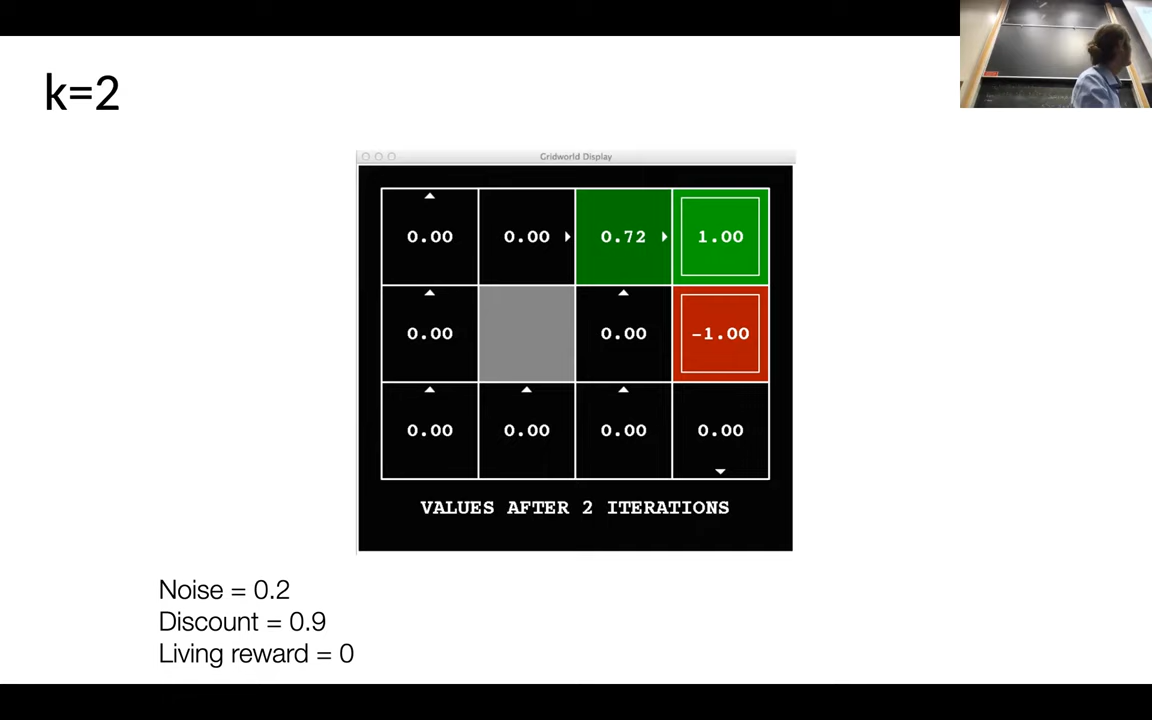 k=2
Gridworld Display
0.00 0.00 0.72 1.00
0.00 0.00 -1.00
0.00 0.00 0.00 0.00
VALUES AFTER 2 ITERATIONS
Noise = 0.2
Discount = 0.9
Living reward = 0